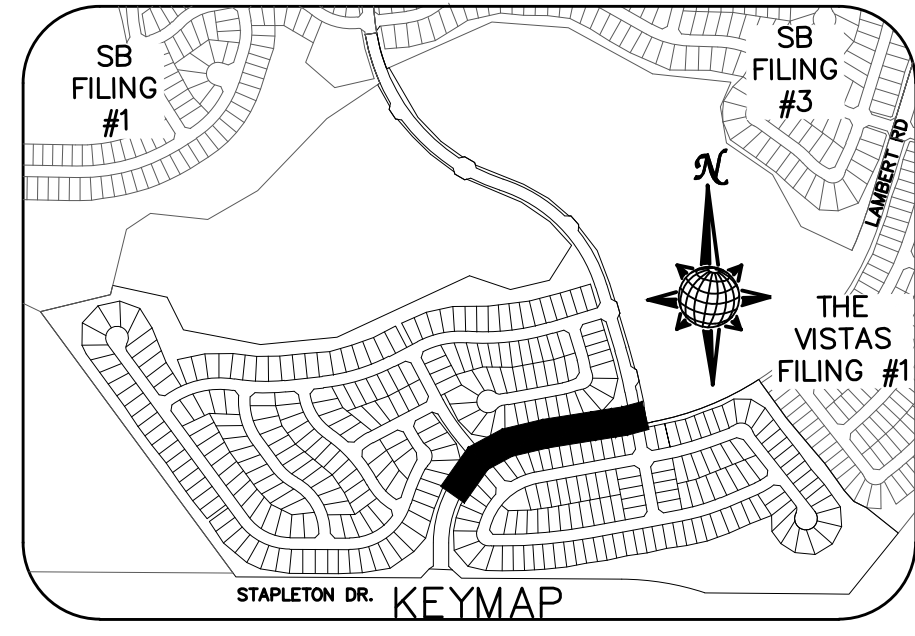 SB
FILING
#1
SB
FILING
#3
LAMBERT RD
N
THE
VISTAS
FILING #1
STAPLETON DR.
KEYMAP